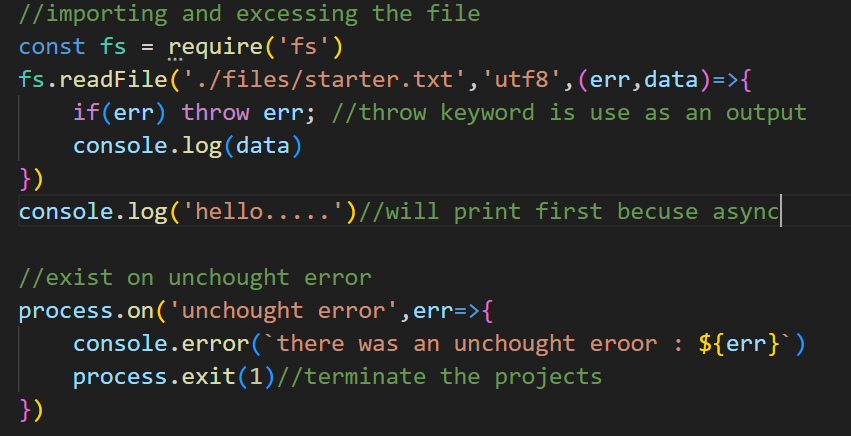 //importing and excessing the file
const fs = require('fs')
fs.readFile('./files/starter.txt','utf8',(err,data)=>{
    if(err) throw err; //throw keyword is use as an output
    console.log(data)
})
console.log('hello.....')//will print first becuse async

//exist on unchought error
process.on('unchought error',err=>{
    console.error(`there was an unchought eroor : ${err}`)
    process.exit(1)//terminate the projects
})